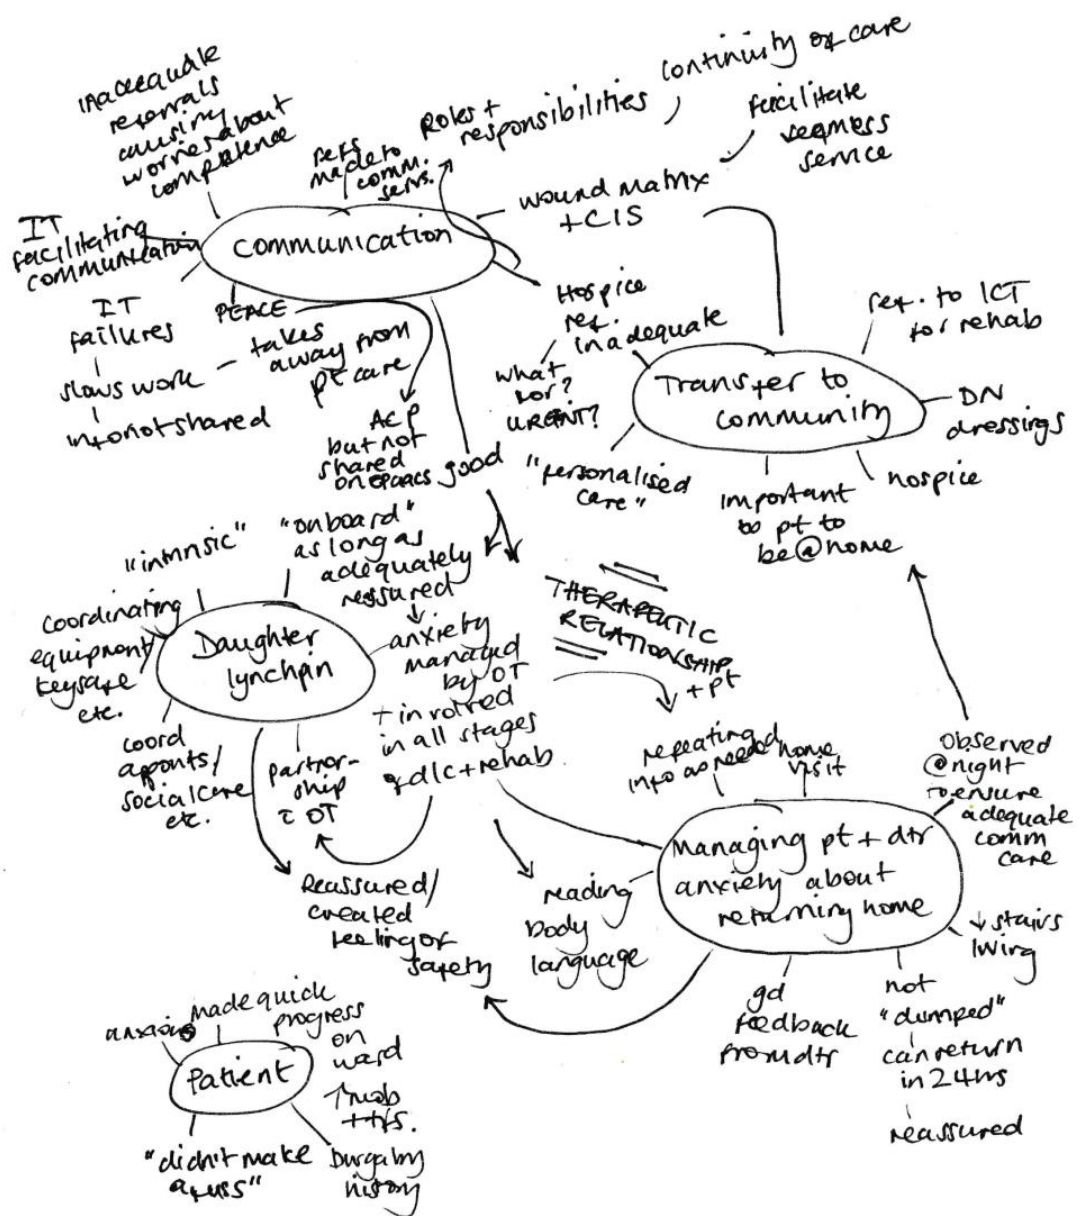 inadequate
referrals
causing
worries about
competence
refs
made to
comm.
servs.
Roles +
responsibilities
continuity of care
facilitate
seamless
service
wound matrix
+ CIS
communication
IT
facilitating
communication
IT
failures
slows work
info not shared
PEACE
takes
away from
pt care
ACP
but not
shared
on epaccs
good
Hospice
ref.
inadequate
what
for?
URGENT?
Transfer to
community
ref. to ICT
for rehab
DN
dressings
hospice
important
to pt to
be @ home
"personalised
care"
"intrinsic"
"onboard"
as long as
adequately
reassured
Daughter
lynchpin
coordinating
equipment/
keysafe
etc.
coord
apponts/
social care
etc.
partner-
ship
c OT
anxiety
managed
by OT
+ involved
in all stages
of d/c + rehab
THERAPEUTIC
RELATIONSHIP
+ pt
Reassured/
created
feeling of
safety
repeating
info as needed
home
visit
observed
@ night
to ensure
adequate
comm
care
Managing pt + dtr
anxiety about
returning home
reading
body
language
↓ stairs
living
gd
feedback
from dtr
not
"dumped"
can return
in 24hrs
reassured
Patient
anxious
made quick
progress
on
ward
↑ mob
+ tfs.
"didn't make
a fuss"
burgalry
history